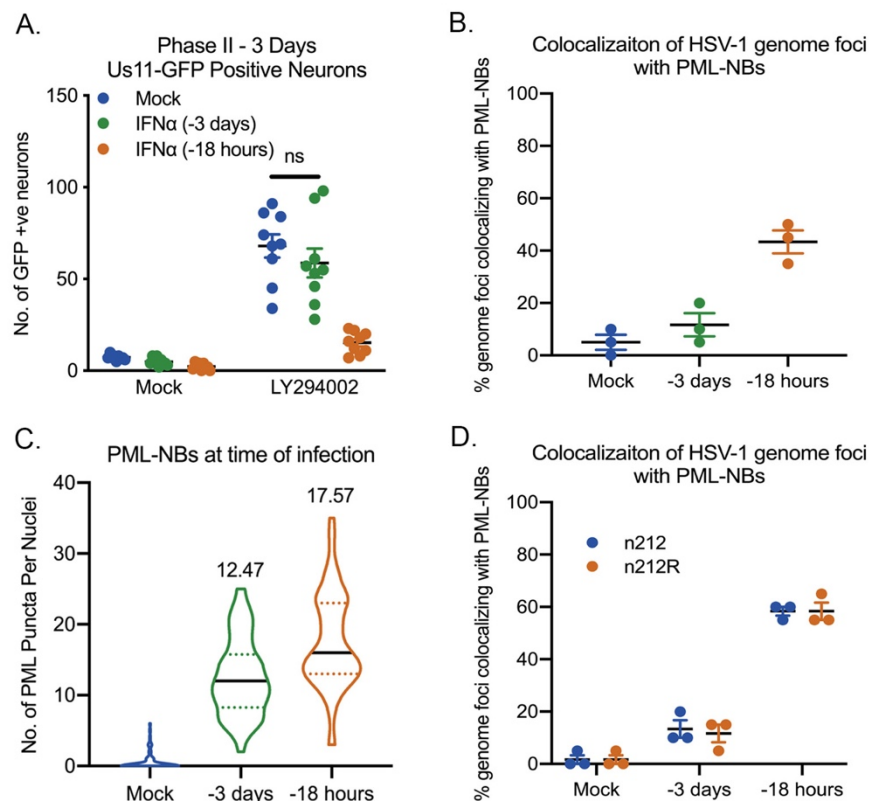 A.
Phase II - 3 Days
Us11-GFP Positive Neurons
150
100
50
0
No. of GFP +ve neurons
Mock
IFNα (-3 days)
IFNα (-18 hours)
ns
Mock
LY294002
B.
Colocalizaiton of HSV-1 genome foci
with PML-NBs
100
80
60
40
20
0
% genome foci colocalizing with PML-NBs
Mock
-3 days
-18 hours
C.
PML-NBs at time of infection
40
30
20
10
0
No. of PML Puncta Per Nuclei
12.47
17.57
Mock
-3 days
-18 hours
D.
Colocalizaiton of HSV-1 genome foci
with PML-NBs
100
80
60
40
20
0
% genome foci colocalizing with PML-NBs
n212
n212R
Mock
-3 days
-18 hours